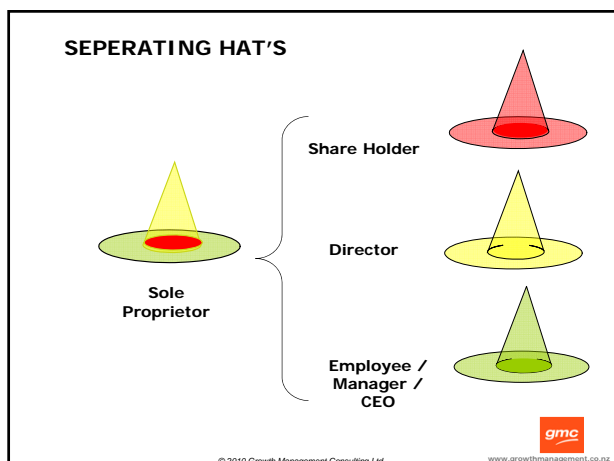 SEPERATING HAT'S
Share Holder
Director
Sole
Proprietor
Employee /
Manager /
CEO
gmc
© 2010 Growth Management Consulting Ltd
www.growthmanagement.co.nz